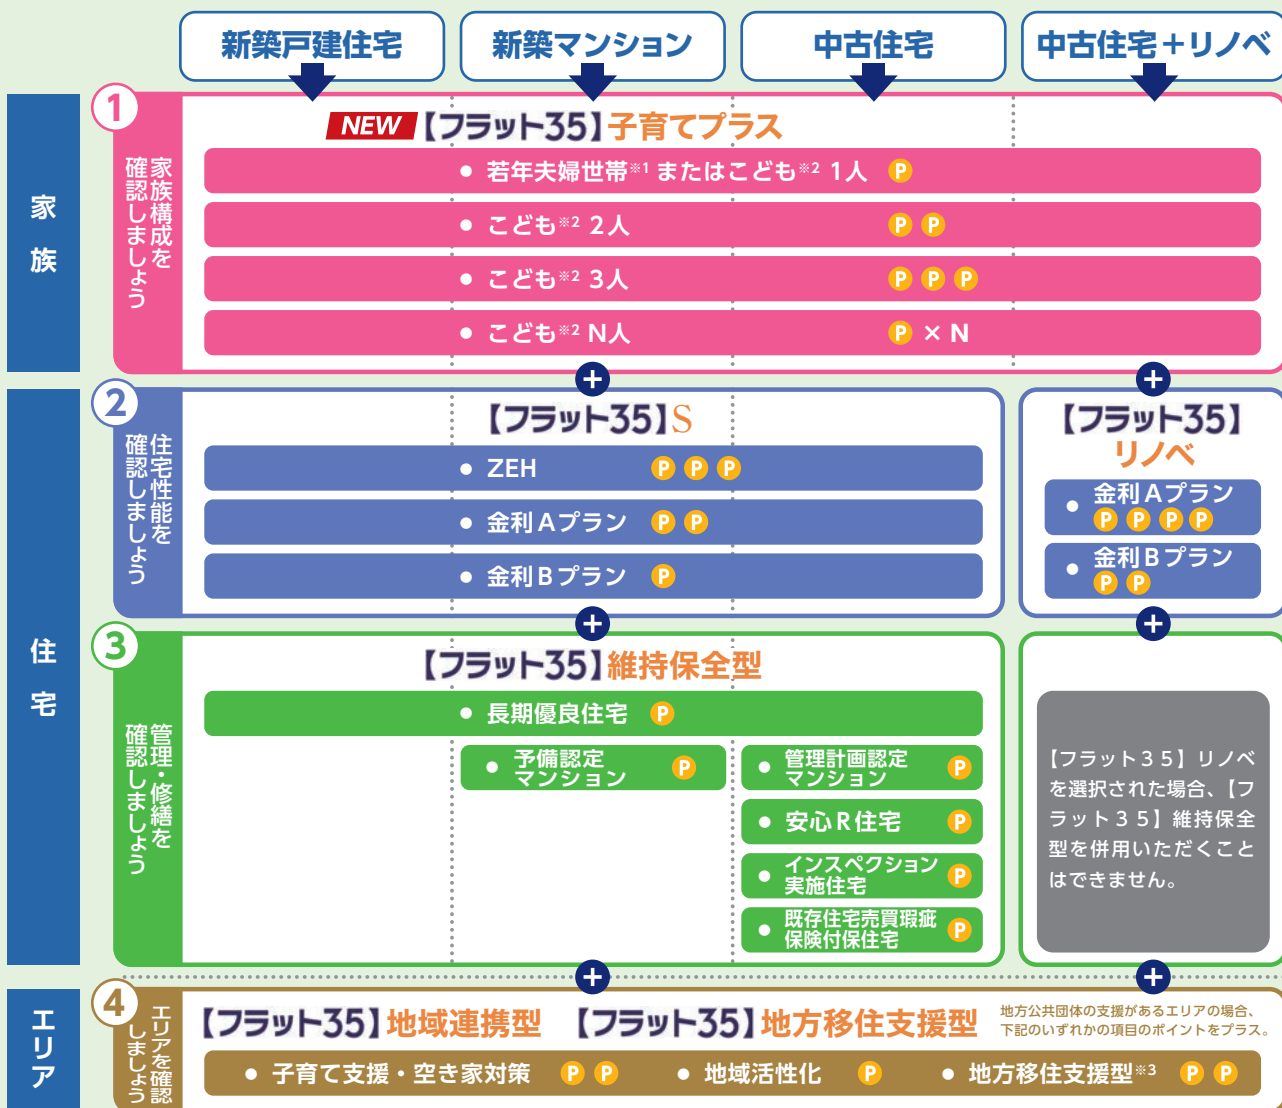 新築戸建住宅
新築マンション
中古住宅
中古住宅＋リノベ
家族
1
家族構成を
確認しましょう
NEW 【フラット35】子育てプラス
● 若年夫婦世帯※1 またはこども※2 1人 P
● こども※2 2人 P P
● こども※2 3人 P P P
● こども※2 N人 P × N
+
+
住宅
2
住宅性能を
確認しましょう
【フラット35】S
● ZEH P P P
● 金利Aプラン P P
● 金利Bプラン P
【フラット35】
リノベ
● 金利Aプラン
P P P P
● 金利Bプラン
P P
+
+
3
管理・修繕を
確認しましょう
【フラット35】維持保全型
● 長期優良住宅 P
● 予備認定
マンション P
● 管理計画認定
マンション P
● 安心R住宅 P
● インスペクション
実施住宅 P
● 既存住宅売買瑕疵
保険付保住宅 P
【フラット３５】リノベ
を選択された場合、【フ
ラット３５】維持保全
型を併用いただくこと
はできません。
+
+
エリア
4
エリアを確認
しましょう
【フラット35】地域連携型 【フラット35】地方移住支援型
地方公共団体の支援があるエリアの場合、
下記のいずれかの項目のポイントをプラス。
● 子育て支援・空き家対策 P P ● 地域活性化 P ● 地方移住支援型※3 P P